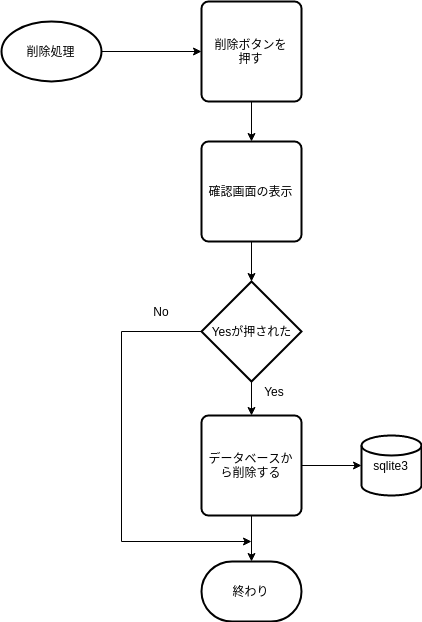 削除処理
削除ボタンを
押す
確認画面の表示
No
Yesが押された
Yes
データベースか
ら削除する
sqlite3
終わり